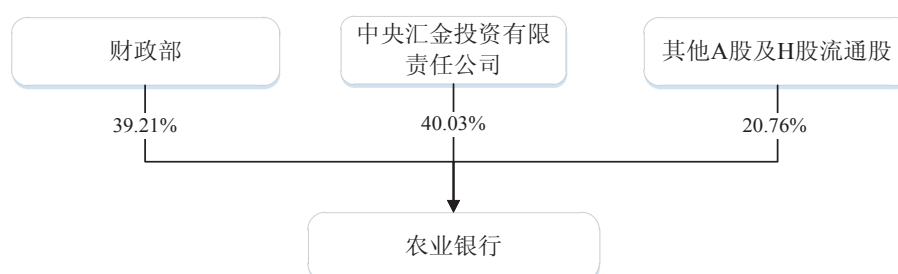 财政部
中央汇金投资有限
责任公司
其他A股及H股流通股
39.21%
40.03%
20.76%
农业银行